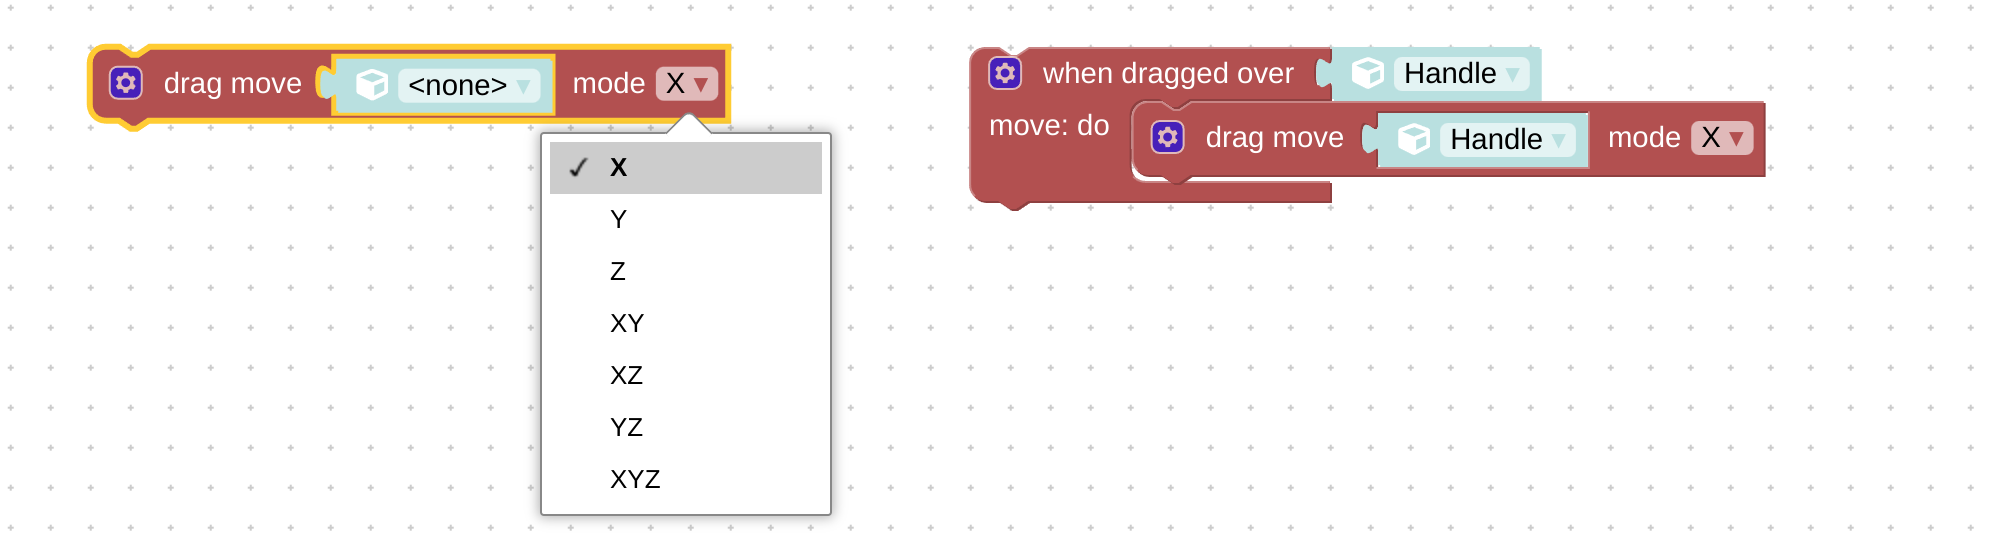 drag move <none> mode X ▼
✓ X
Y
Z
XY
XZ
YZ
XYZ
when dragged over Handle ▼
move: do
drag move Handle ▼ mode X ▼